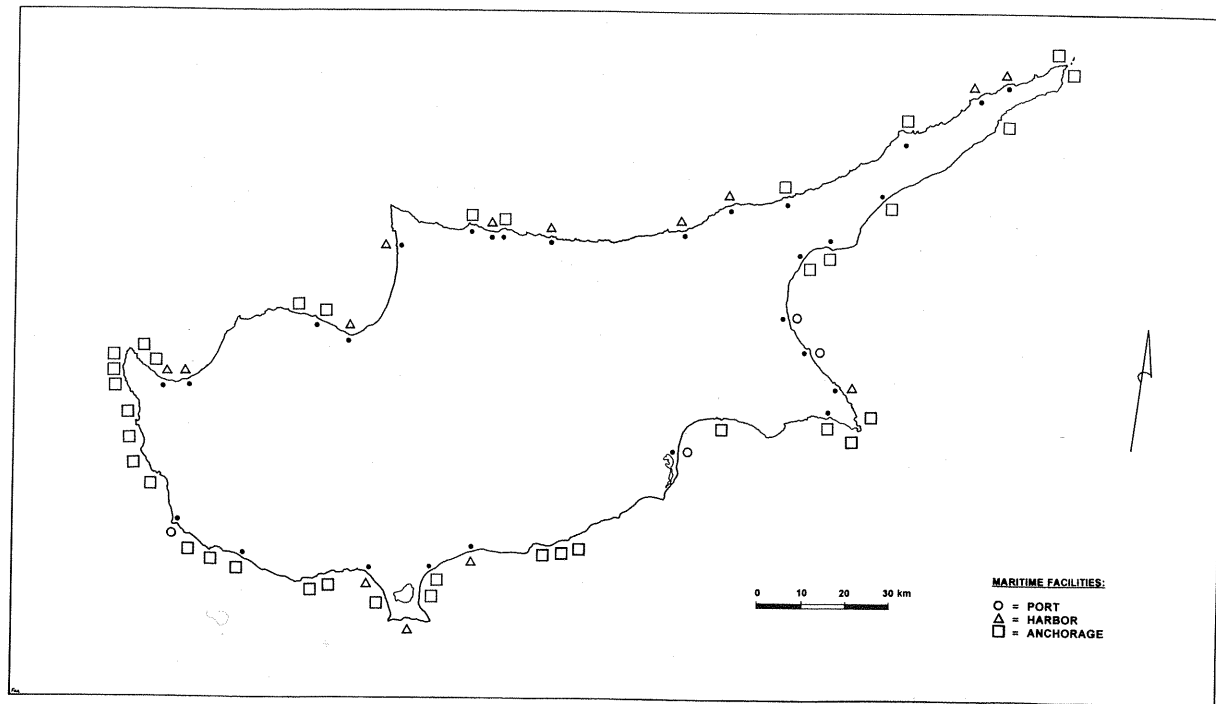 0 10 20 30 km
MARITIME FACILITIES:
= PORT
= HARBOR
= ANCHORAGE